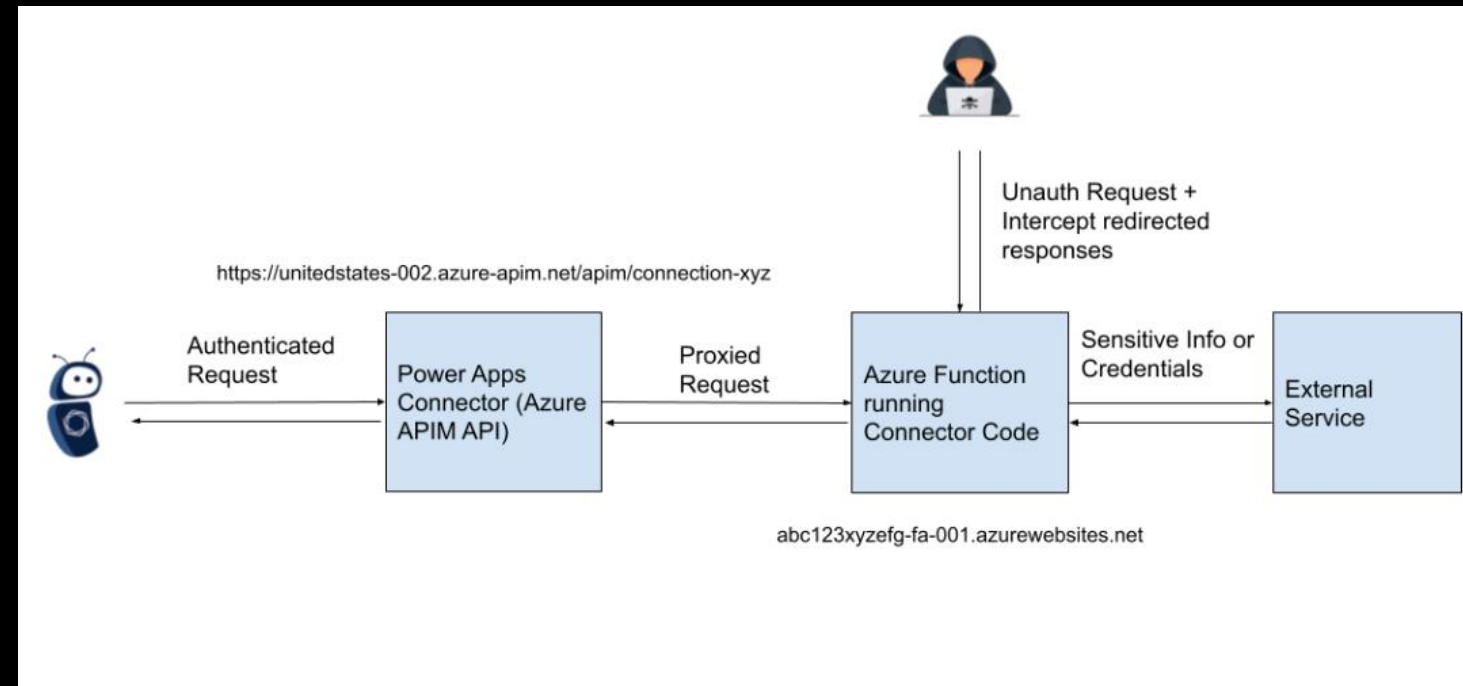 Unauth Request +
Intercept redirected
responses
https://unitedstates-002.azure-apim.net/apim/connection-xyz
Authenticated
Request
Power Apps
Connector (Azure
APIM API)
Proxied
Request
Azure Function
running
Connector Code
Sensitive Info or
Credentials
External
Service
abc123xyzefg-fa-001.azurewebsites.net